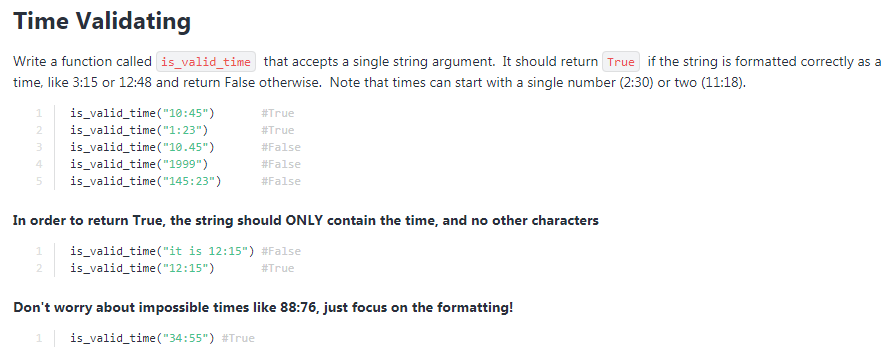 Time Validating
Write a function called is_valid_time that accepts a single string argument. It should return True if the string is formatted correctly as a
time, like 3:15 or 12:48 and return False otherwise. Note that times can start with a single number (2:30) or two (11:18).
1 is_valid_time("10:45") #True
2 is_valid_time("1:23") #True
3 is_valid_time("10.45") #False
4 is_valid_time("1999") #False
5 is_valid_time("145:23") #False
In order to return True, the string should ONLY contain the time, and no other characters
1 is_valid_time("it is 12:15") #False
2 is_valid_time("12:15") #True
Don't worry about impossible times like 88:76, just focus on the formatting!
1 is_valid_time("34:55") #True